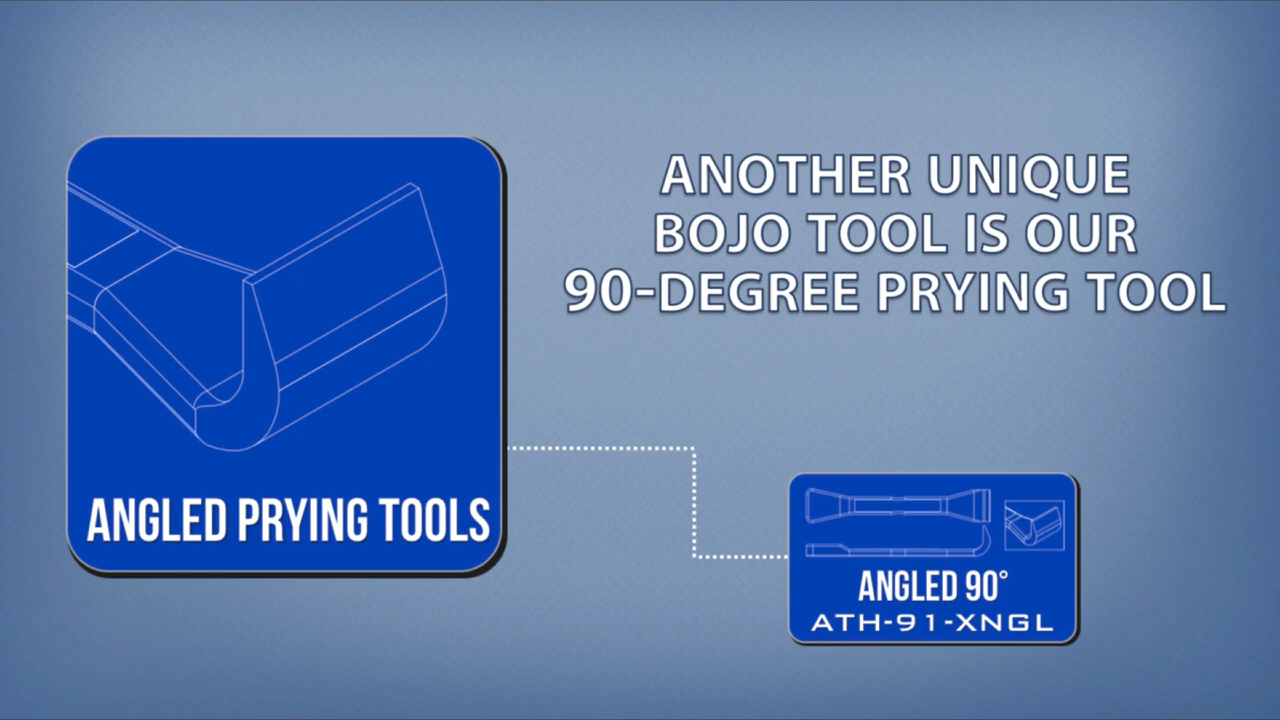 ANOTHER UNIQUE
BOJO TOOL IS OUR
90-DEGREE PRYING TOOL
ANGLED PRYING TOOLS
ANGLED 90°
ATH-91-XNGL